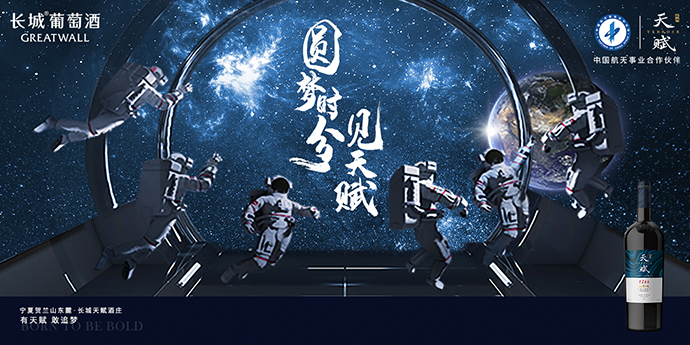 长城®葡萄酒
GREATWALL
天赋
TERROIR
中国航天事业合作伙伴
圆梦时分
见天赋
天赋
宁夏贺兰山东麓·长城天赋酒庄
有天赋 敢追梦
BORN TO BE BOLD